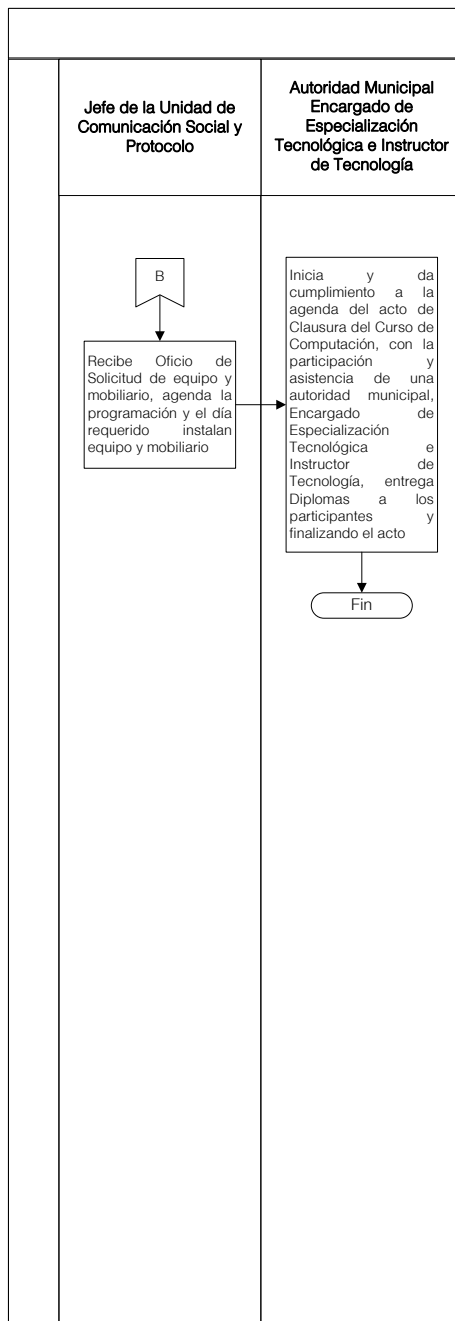 Jefe de la Unidad de
Comunicación Social y
Protocolo
Autoridad Municipal
Encargado de
Especialización
Tecnológica e Instructor
de Tecnología
B
Recibe Oficio de
Solicitud de equipo y
mobiliario, agenda la
programación y el día
requerido instalan
equipo y mobiliario
Inicia y da
cumplimiento a la
agenda del acto de
Clausura del Curso de
Computación, con la
participación y
asistencia de una
autoridad municipal,
Encargado de
Especialización
Tecnológica e
Instructor de
Tecnología, entrega
Diplomas a los
participantes y
finalizando el acto
Fin